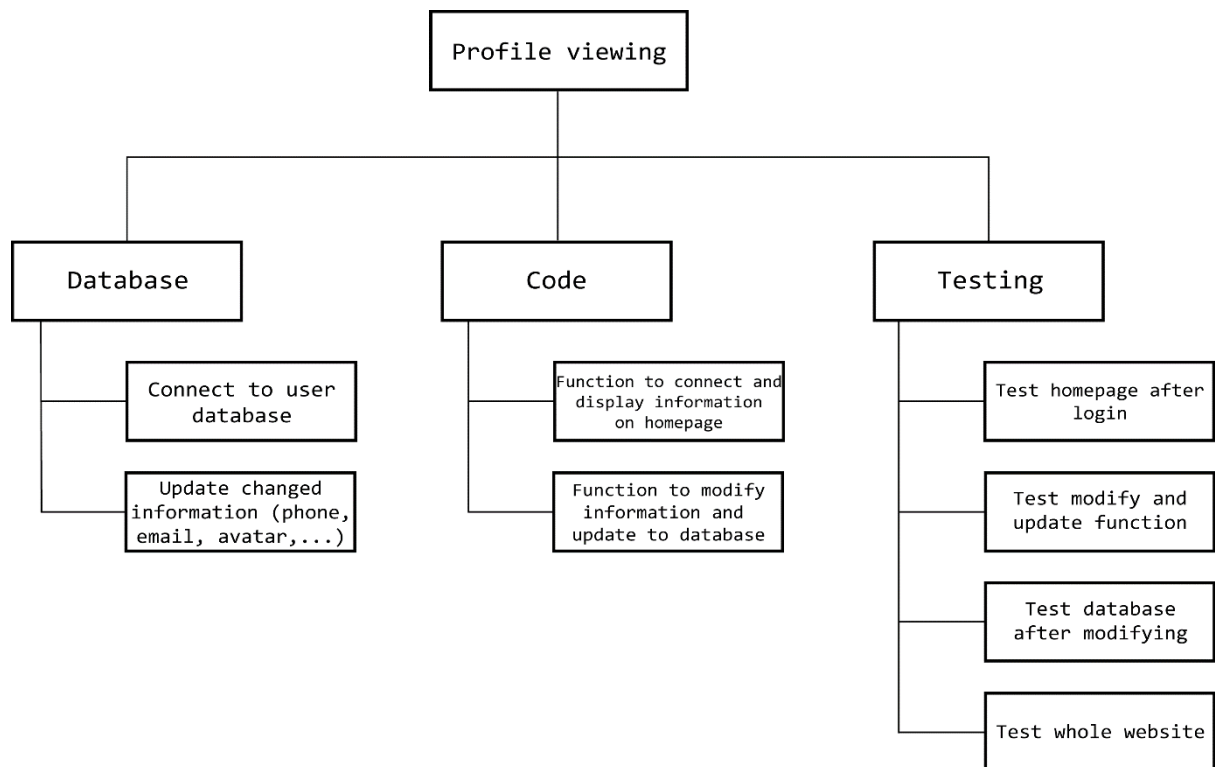 Profile viewing
Database
Code
Testing
Connect to user
database
Update changed
information (phone,
email, avatar,...)
Function to connect and
display information
on homepage
Function to modify
information and
update to database
Test homepage after
login
Test modify and
update function
Test database
after modifying
Test whole website